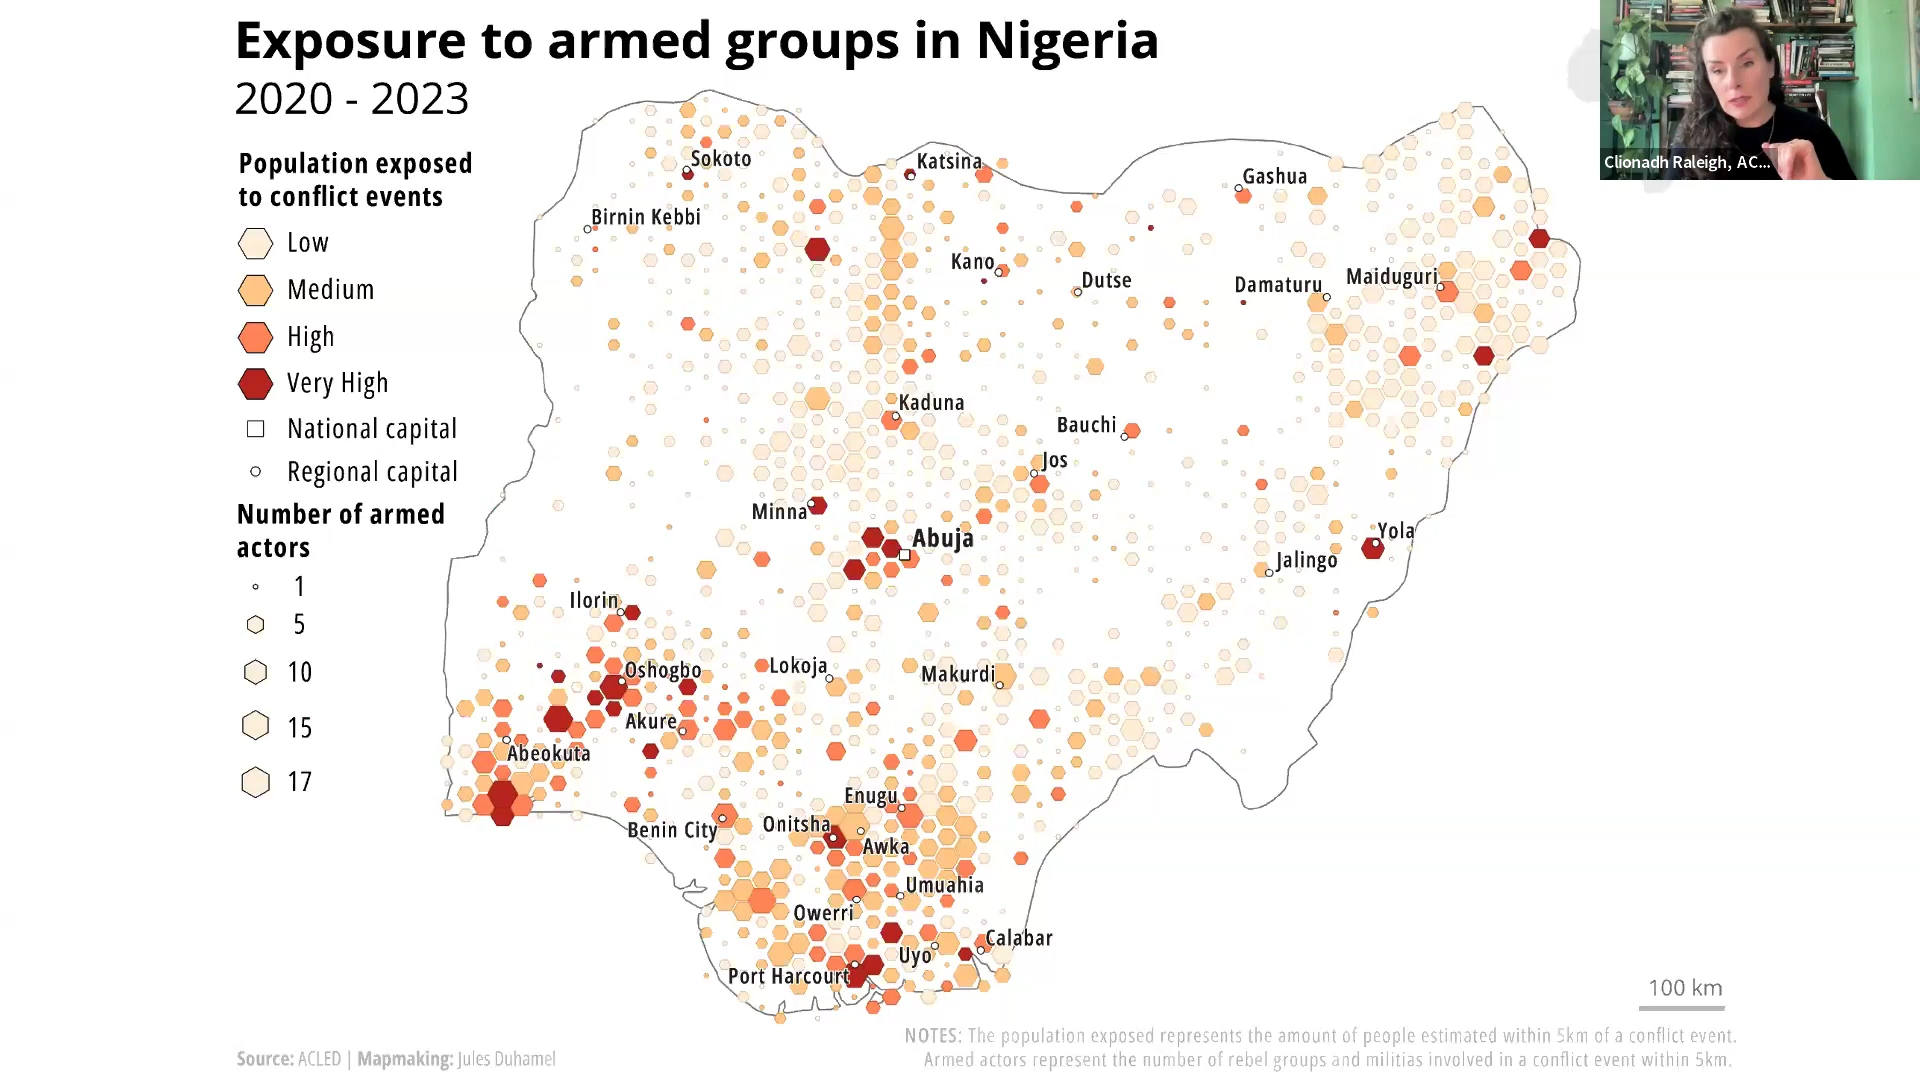 Exposure to armed groups in Nigeria
2020 - 2023
Clionadh Raleigh, AC...
Population exposed
to conflict events
Low
Medium
High
Very High
National capital
Regional capital
Number of armed
actors
1
5
10
15
17
Sokoto
Katsina
Gashua
Birnin Kebbi
Kano
Dutse
Damaturu
Maiduguri
Kaduna
Bauchi
Jos
Minna
Abuja
Yola
Jalingo
Ilorin
Oshogbo
Lokoja
Makurdi
Akure
Abeokuta
Enugu
Benin City
Onitsha
Awka
Umuahia
Owerri
Calabar
Uyo
Port Harcourt
100 km
NOTES: The population exposed represents the amount of people estimated within 5km of a conflict event.
Armed actors represent the number of rebel groups and militias involved in a conflict event within 5km.
Source: ACLED | Mapmaking: Jules Duhamel